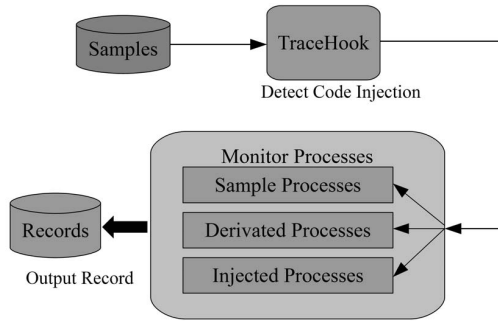 Samples
TraceHook
Detect Code Injection
Monitor Processes
Sample Processes
Derivated Processes
Injected Processes
Records
Output Record